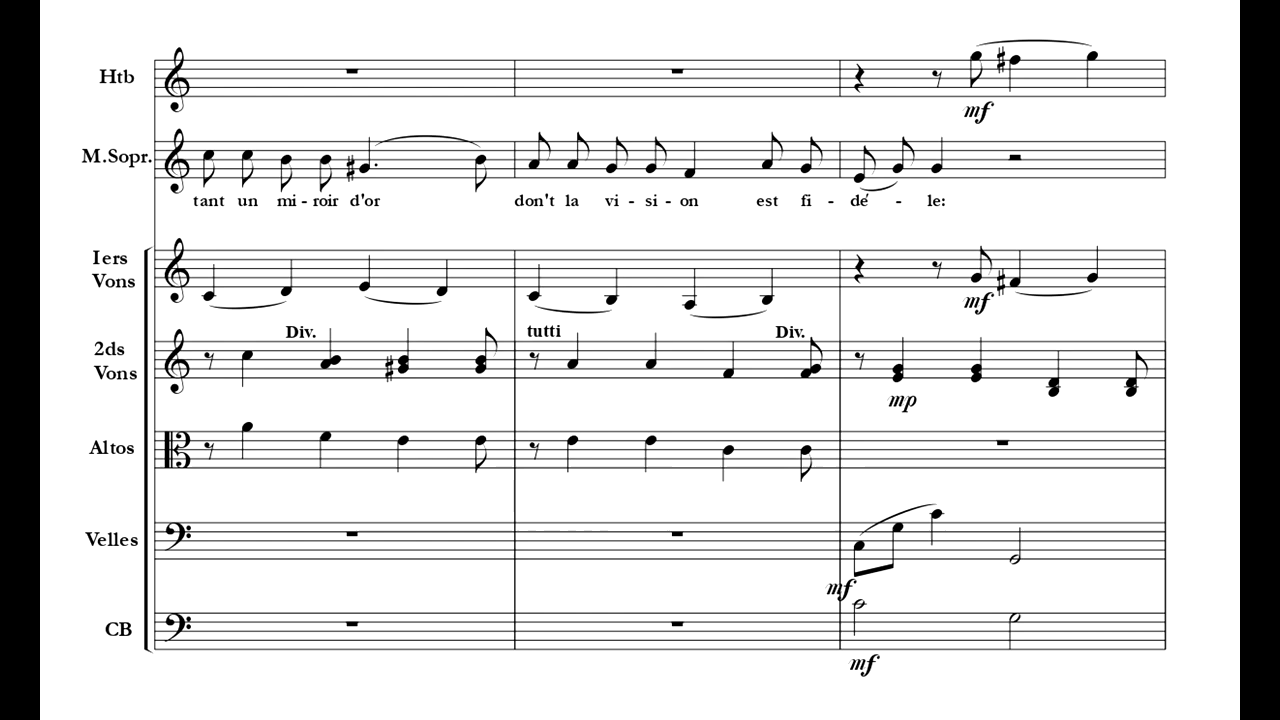 Htb
mf
M.Sopr.
tant un mi - roir d'or don't la vi - si - on est fi - dé - le:
Iers
Vons
mf
2ds
Vons
Div. tutti Div.
mp
Altos
Velles
mf
CB
mf